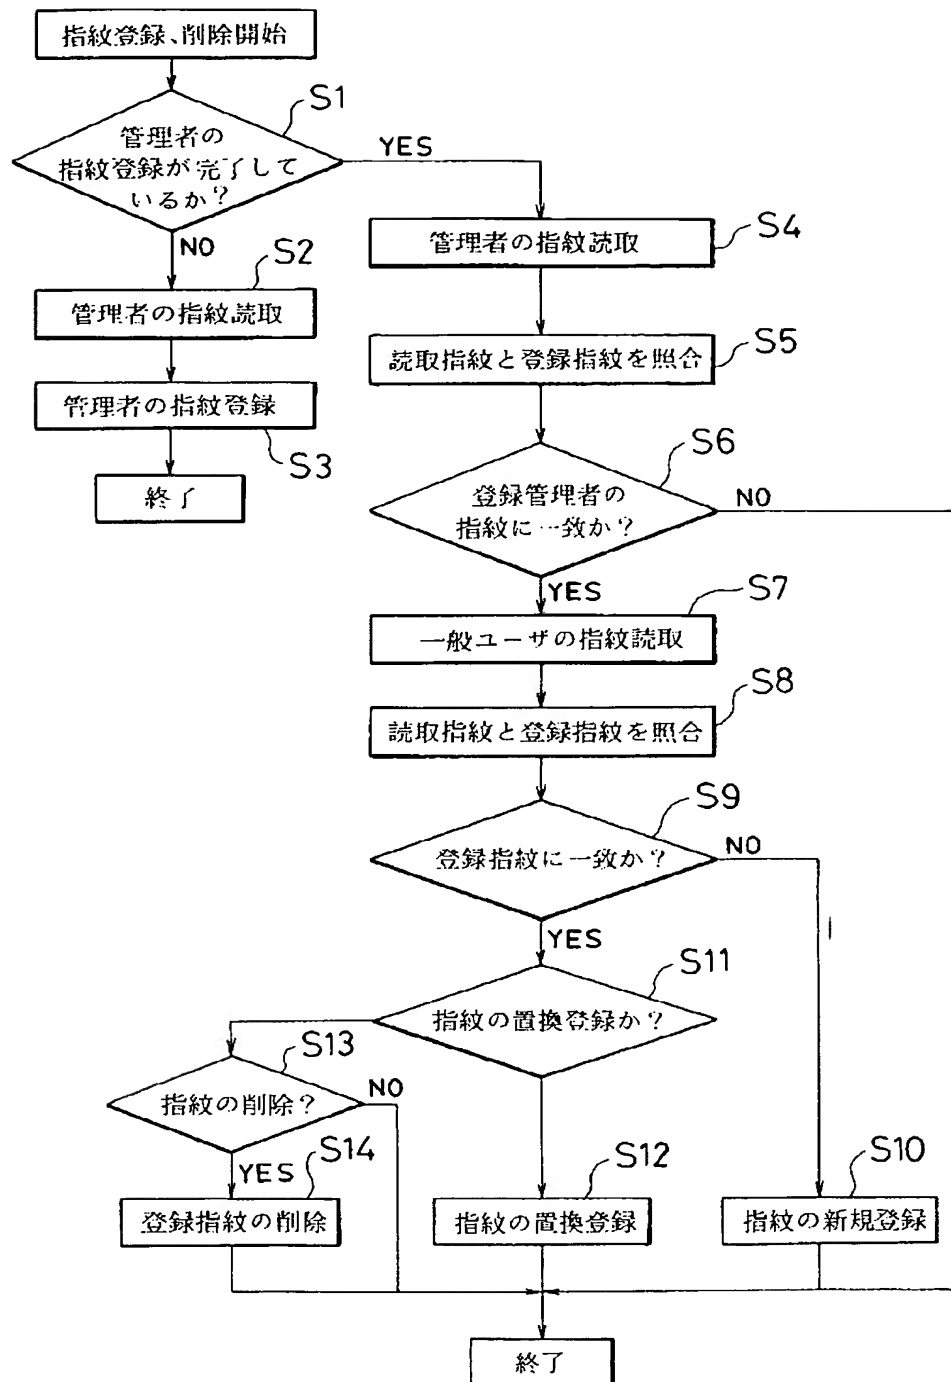 指紋登録、削除開始
S1
管理者の
指紋登録が完了して
いるか?
YES
NO
S2
管理者の指紋読取
管理者の指紋登録
S3
終了
S4
管理者の指紋読取
S5
読取指紋と登録指紋を照合
S6
登録管理者の
指紋に一致か?
NO
YES
S7
一般ユーザの指紋読取
S8
読取指紋と登録指紋を照合
S9
登録指紋に一致か?
NO
YES
S11
指紋の置換登録か?
S13
指紋の削除?
NO
YES
S14
登録指紋の削除
S12
指紋の置換登録
S10
指紋の新規登録
終了